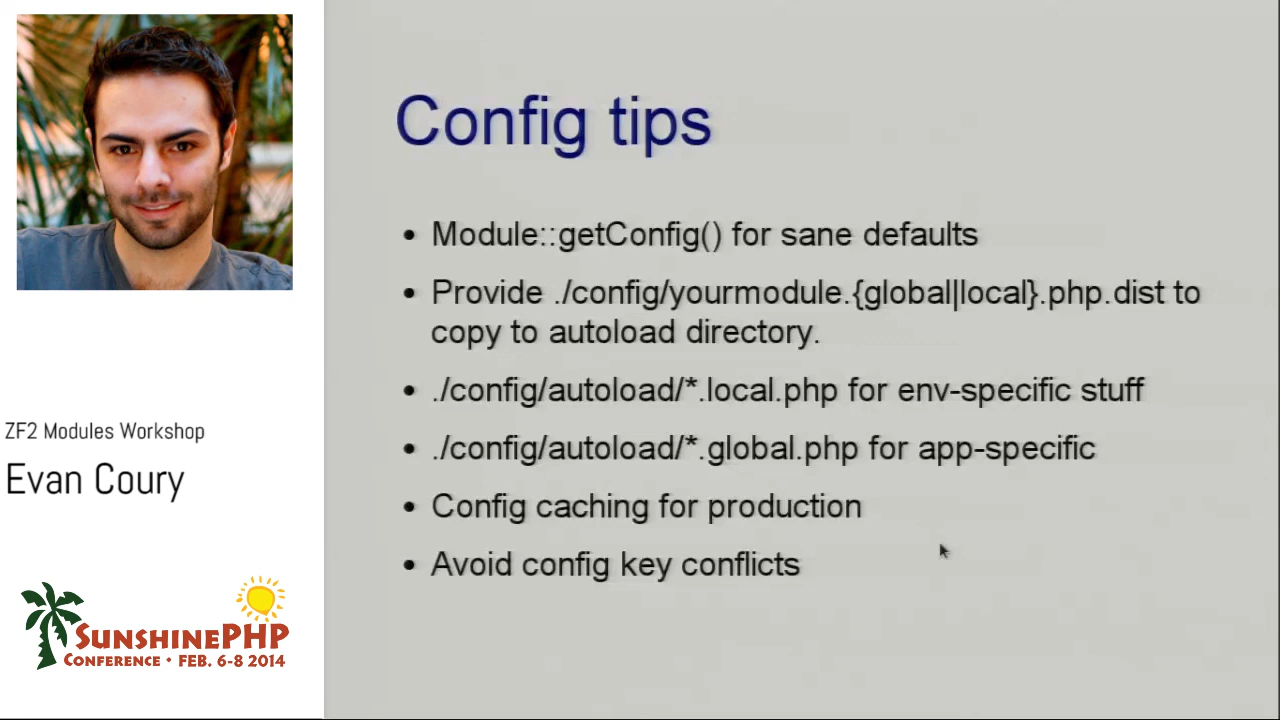 Config tips
• Module::getConfig() for sane defaults
• Provide ./config/yourmodule.{global|local}.php.dist to
copy to autoload directory.
• ./config/autoload/*.local.php for env-specific stuff
• ./config/autoload/*.global.php for app-specific
• Config caching for production
• Avoid config key conflicts
ZF2 Modules Workshop
Evan Coury
SUNSHINEPHP
CONFERENCE • FEB. 6-8 2014